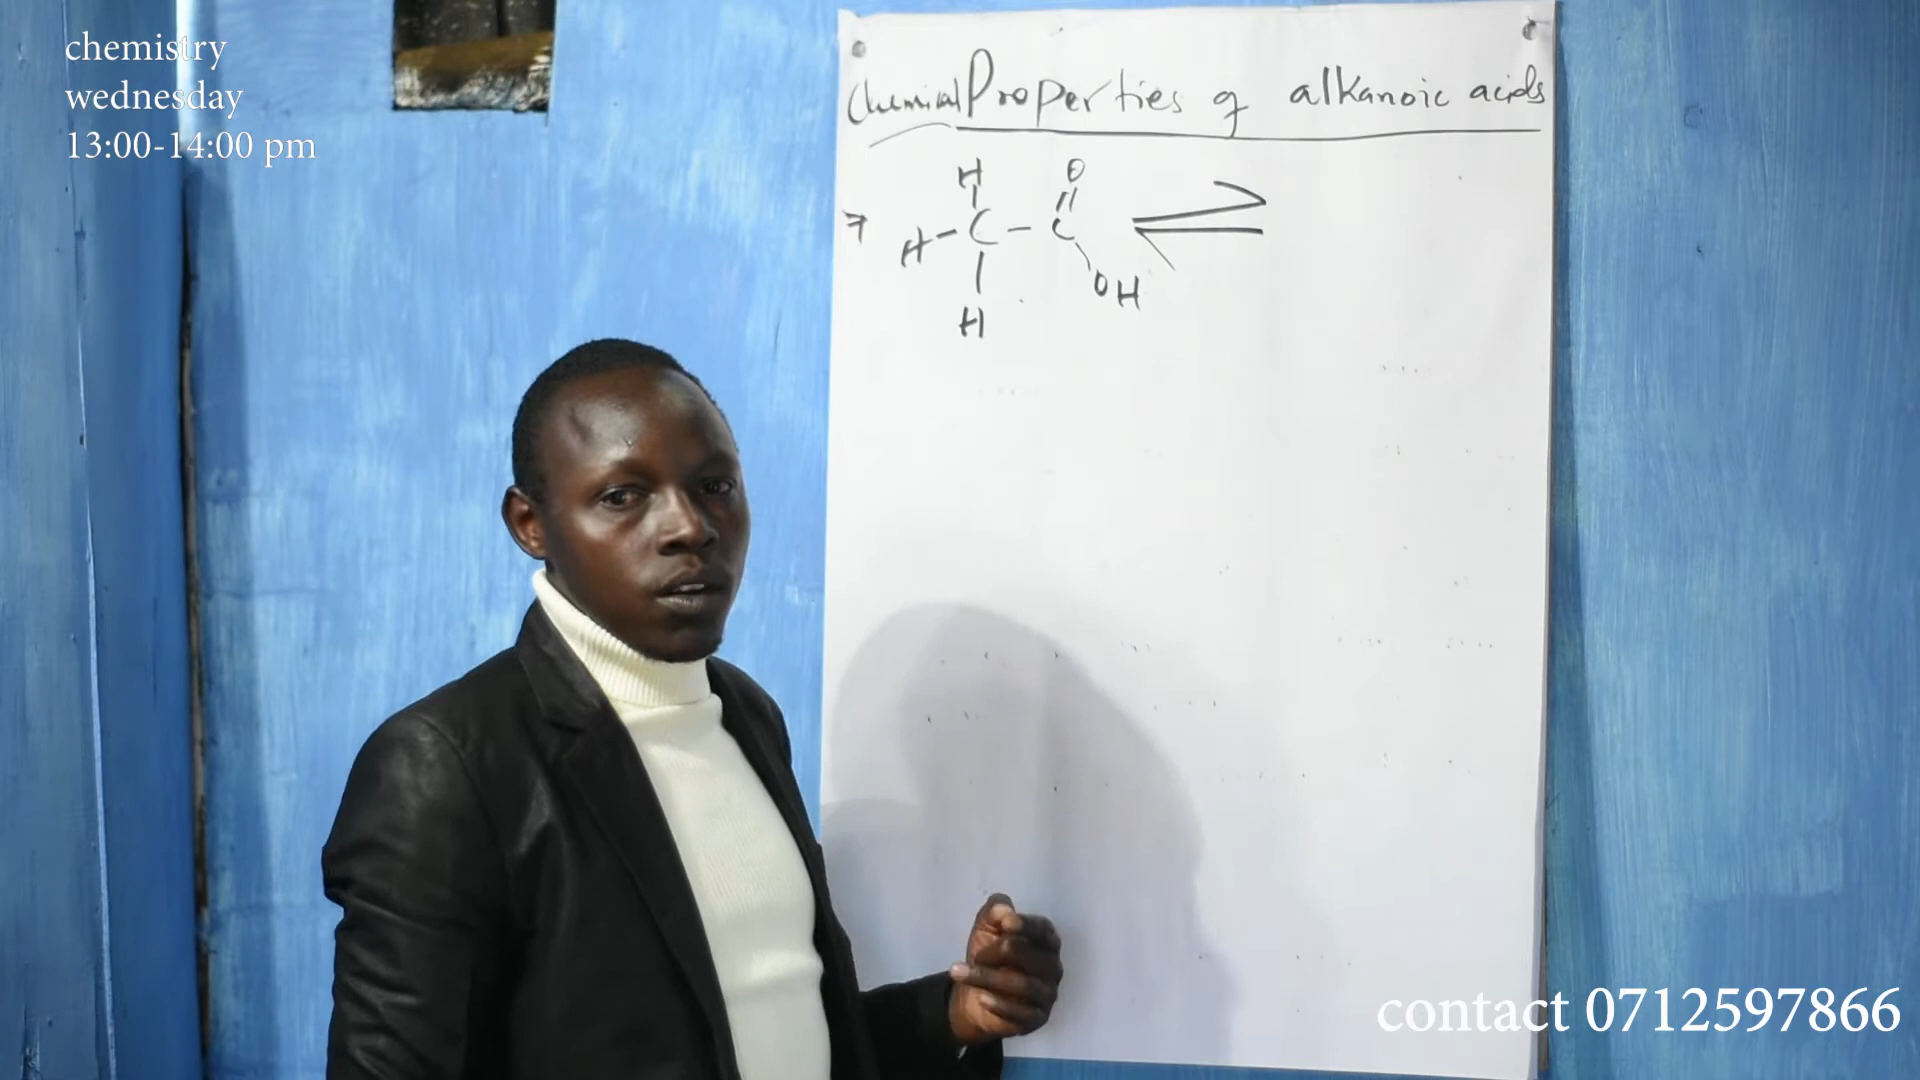 chemistry
wednesday
13:00-14:00 pm
Chemical Properties of alkanoic acids
H O
H - C - C
OH
H
contact 0712597866